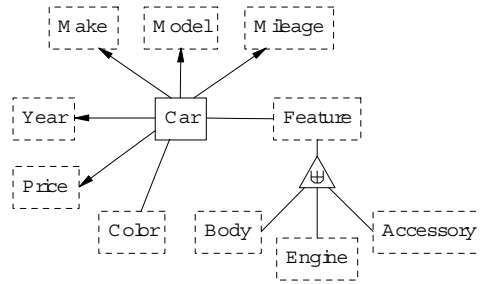 Make
Model
Mileage
Year
Car
Feature
Price
⊎
Color
Body
Accessory
Engine